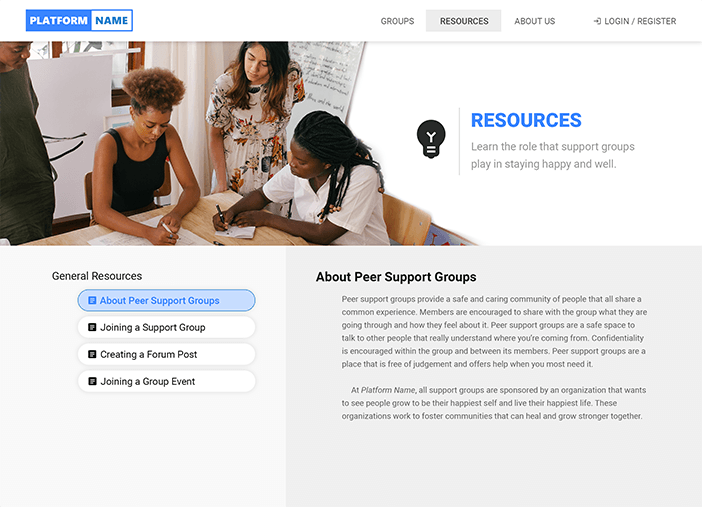 PLATFORM NAME
GROUPS
RESOURCES
ABOUT US
LOGIN / REGISTER
RESOURCES
Learn the role that support groups
play in staying happy and well.
General Resources
About Peer Support Groups
Joining a Support Group
Creating a Forum Post
Joining a Group Event
About Peer Support Groups
Peer support groups provide a safe and caring community of people that all share a
common experience. Members are encouraged to share with the group what they are
going through and how they feel about it. Peer support groups are a safe space to
talk to other people that really understand where you're coming from. Confidentiality
is encouraged within the group and between its members. Peer support groups are a
place that is free of judgement and offers help when you most need it.
At Platform Name, all support groups are sponsored by an organization that wants
to see people grow to be their happiest self and live their happiest life. These
organizations work to foster communities that can heal and grow stronger together.